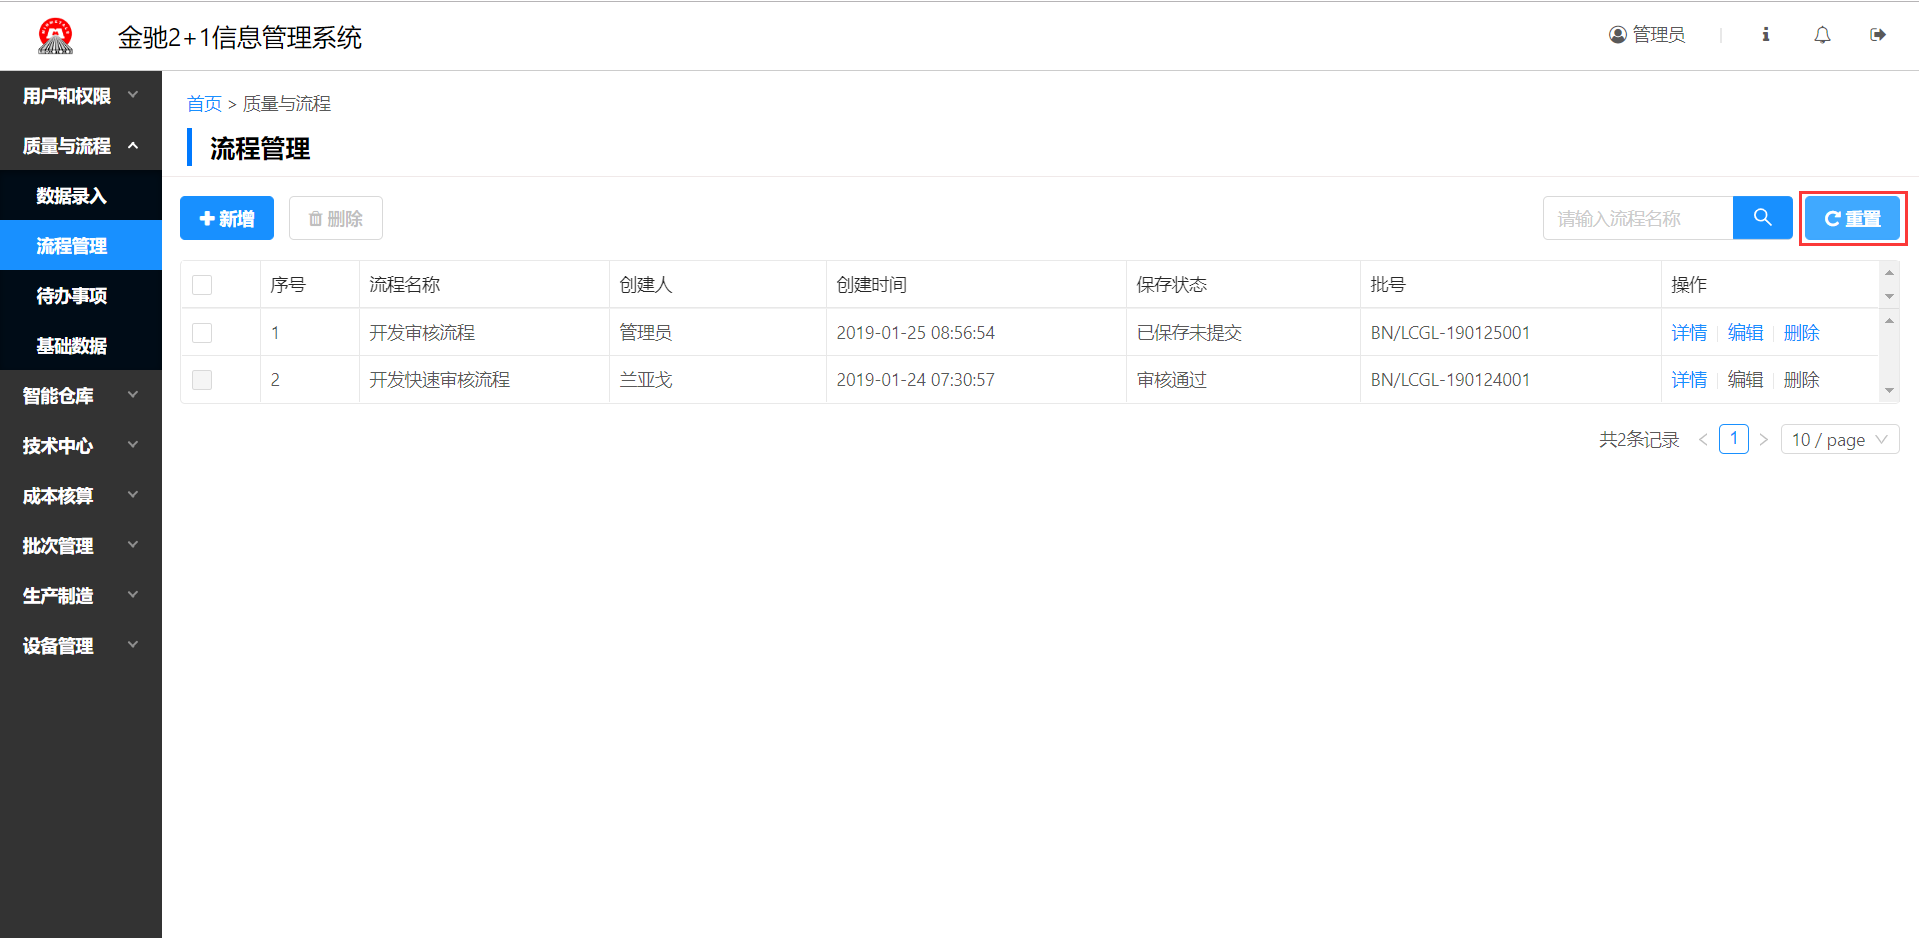 金驰2+1信息管理系统
管理员
用户和权限
质量与流程
数据录入
流程管理
待办事项
基础数据
智能仓库
技术中心
成本核算
批次管理
生产制造
设备管理
首页 > 质量与流程
流程管理
新增 删除 请输入流程名称 重置
序号 流程名称 创建人 创建时间 保存状态 批号 操作
1 开发审核流程 管理员 2019-01-25 08:56:54 已保存未提交 BN/LCGL-190125001 详情 编辑 删除
2 开发快速审核流程 兰亚戈 2019-01-24 07:30:57 审核通过 BN/LCGL-190124001 详情 编辑 删除
共2条记录 < 1 > 10 / page